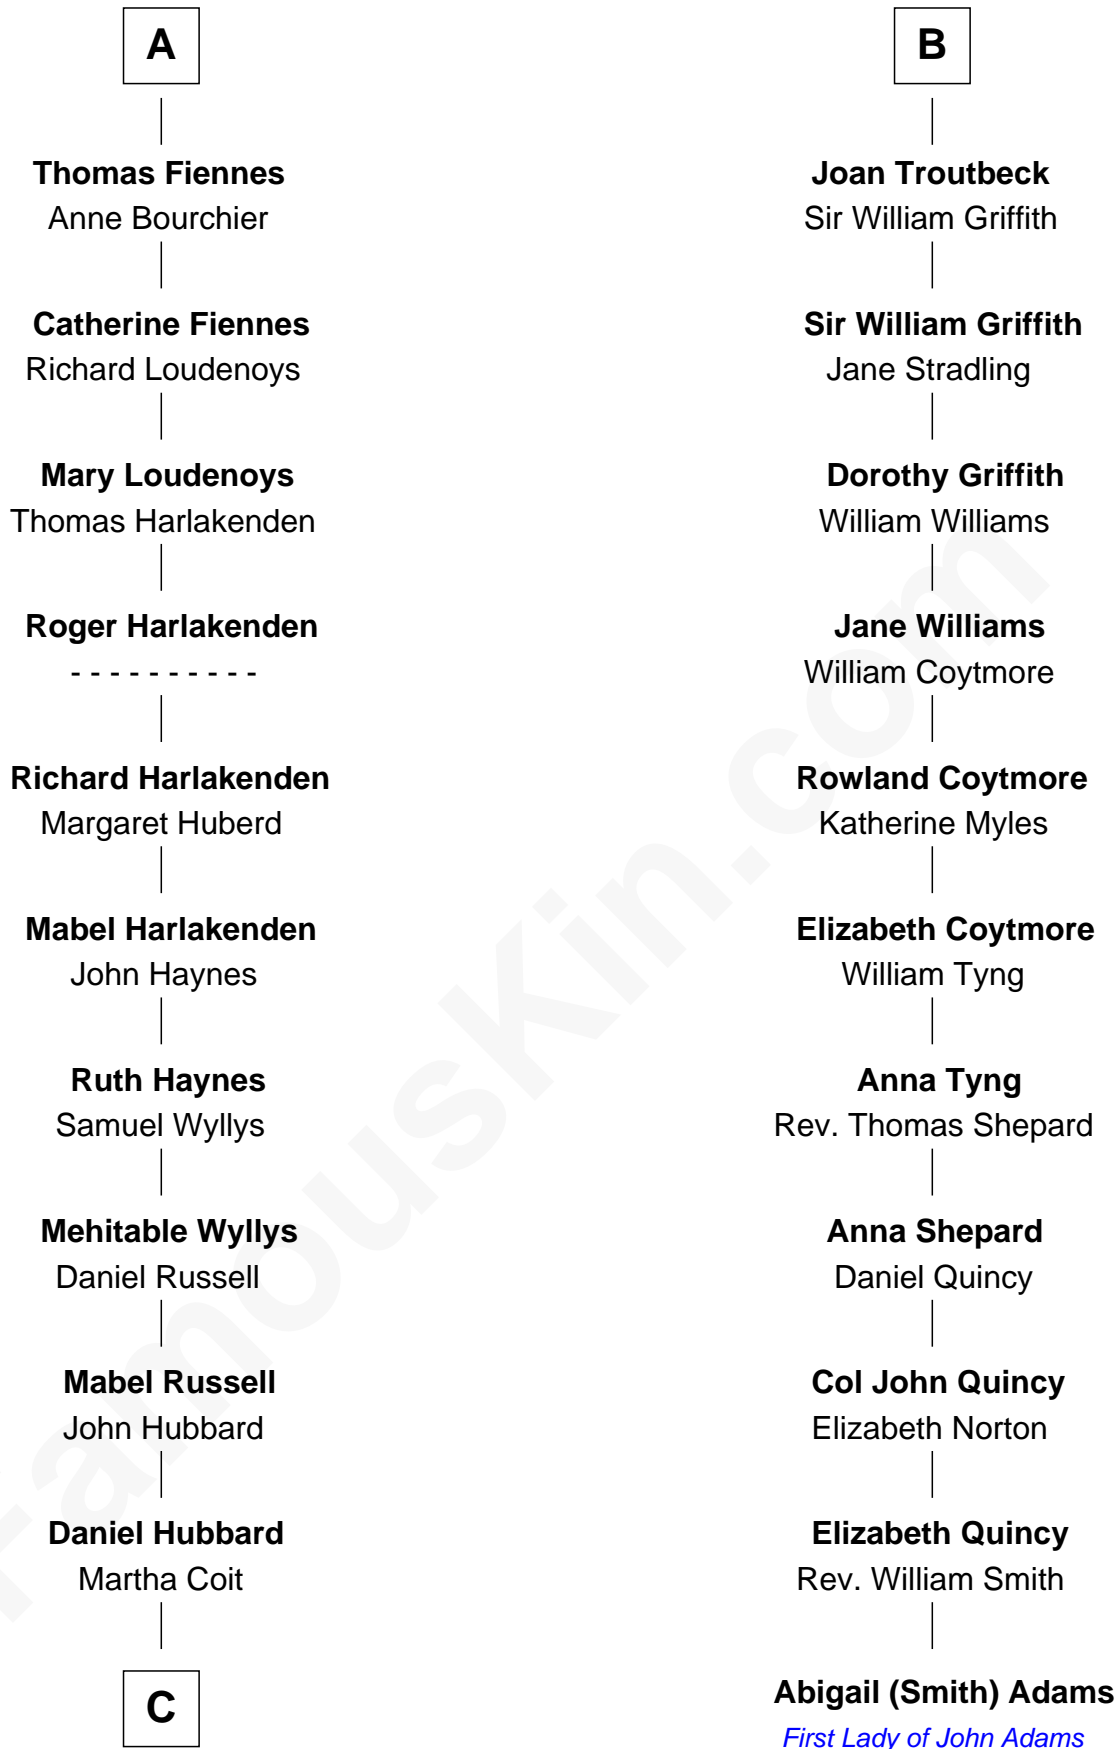 A
Thomas Fiennes
Anne Bourchier
Catherine Fiennes
Richard Loudenoys
Mary Loudenoys
Thomas Harlakenden
Roger Harlakenden
- - - - - - - - - -
Richard Harlakenden
Margaret Huberd
Mabel Harlakenden
John Haynes
Ruth Haynes
Samuel Wyllys
Mehitable Wyllys
Daniel Russell
Mabel Russell
John Hubbard
Daniel Hubbard
Martha Coit
C
B
Joan Troutbeck
Sir William Griffith
Sir William Griffith
Jane Stradling
Dorothy Griffith
William Williams
Jane Williams
William Coytmore
Rowland Coytmore
Katherine Myles
Elizabeth Coytmore
William Tyng
Anna Tyng
Rev. Thomas Shepard
Anna Shepard
Daniel Quincy
Col John Quincy
Elizabeth Norton
Elizabeth Quincy
Rev. William Smith
Abigail (Smith) Adams
First Lady of John Adams
FamousKin.com